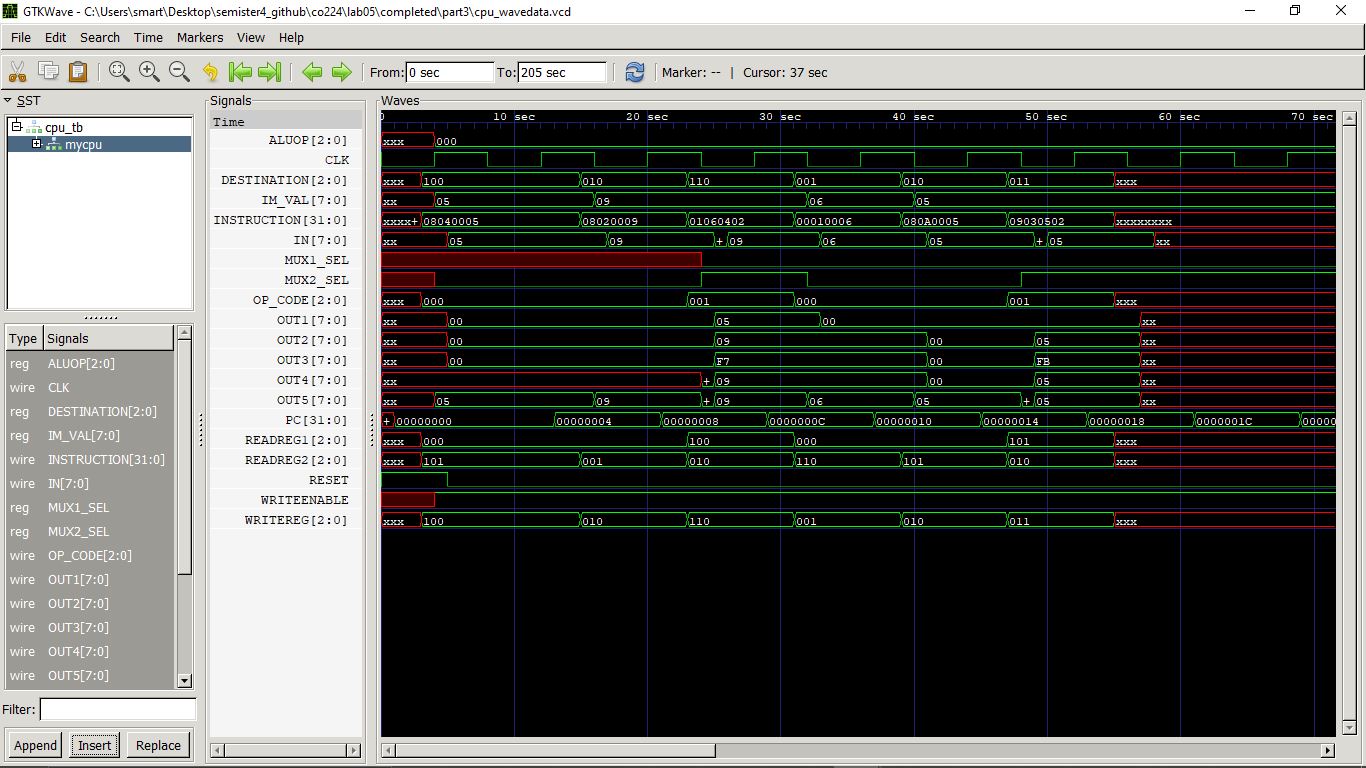 GTKWave - C:\Users\smart\Desktop\semister4_github\co224\lab05\completed\part3\cpu_wavedata.vcd
File Edit Search Time Markers View Help
From: 0 sec To: 205 sec Marker: -- | Cursor: 37 sec
SST
cpu_tb
mycpu
Type Signals
reg ALUOP[2:0]
wire CLK
reg DESTINATION[2:0]
reg IM_VAL[7:0]
wire INSTRUCTION[31:0]
wire IN[7:0]
reg MUX1_SEL
reg MUX2_SEL
wire OP_CODE[2:0]
wire OUT1[7:0]
wire OUT2[7:0]
wire OUT3[7:0]
wire OUT4[7:0]
wire OUT5[7:0]
Filter:
Append Insert Replace
Signals
Time
ALUOP[2:0]
CLK
DESTINATION[2:0]
IM_VAL[7:0]
INSTRUCTION[31:0]
IN[7:0]
MUX1_SEL
MUX2_SEL
OP_CODE[2:0]
OUT1[7:0]
OUT2[7:0]
OUT3[7:0]
OUT4[7:0]
OUT5[7:0]
PC[31:0]
READREG1[2:0]
READREG2[2:0]
RESET
WRITEENABLE
WRITEREG[2:0]
Waves
0 10 sec 20 sec 30 sec 40 sec 50 sec 60 sec 70 sec
xxx 000
xxx 100 010 110 001 010 011 xxx
xx 05 09 06 05
xxxx+ 08040005 08020009 01060402 00010006 080A0005 09030502 xxxxxxxx
xx 05 09 + 09 06 05 + 05 xx
xxx 000 001 000 001 xxx
xx 00 05 00 xx
xx 00 09 00 05 xx
xx 00 F7 00 FB xx
xx + 09 00 05 xx
xx 05 09 + 09 06 05 + 05 xx
+ 00000000 00000004 00000008 0000000C 00000010 00000014 00000018 0000001C 00000
xxx 000 100 000 101 xxx
xxx 101 001 010 110 101 010 xxx
xxx 100 010 110 001 010 011 xxx